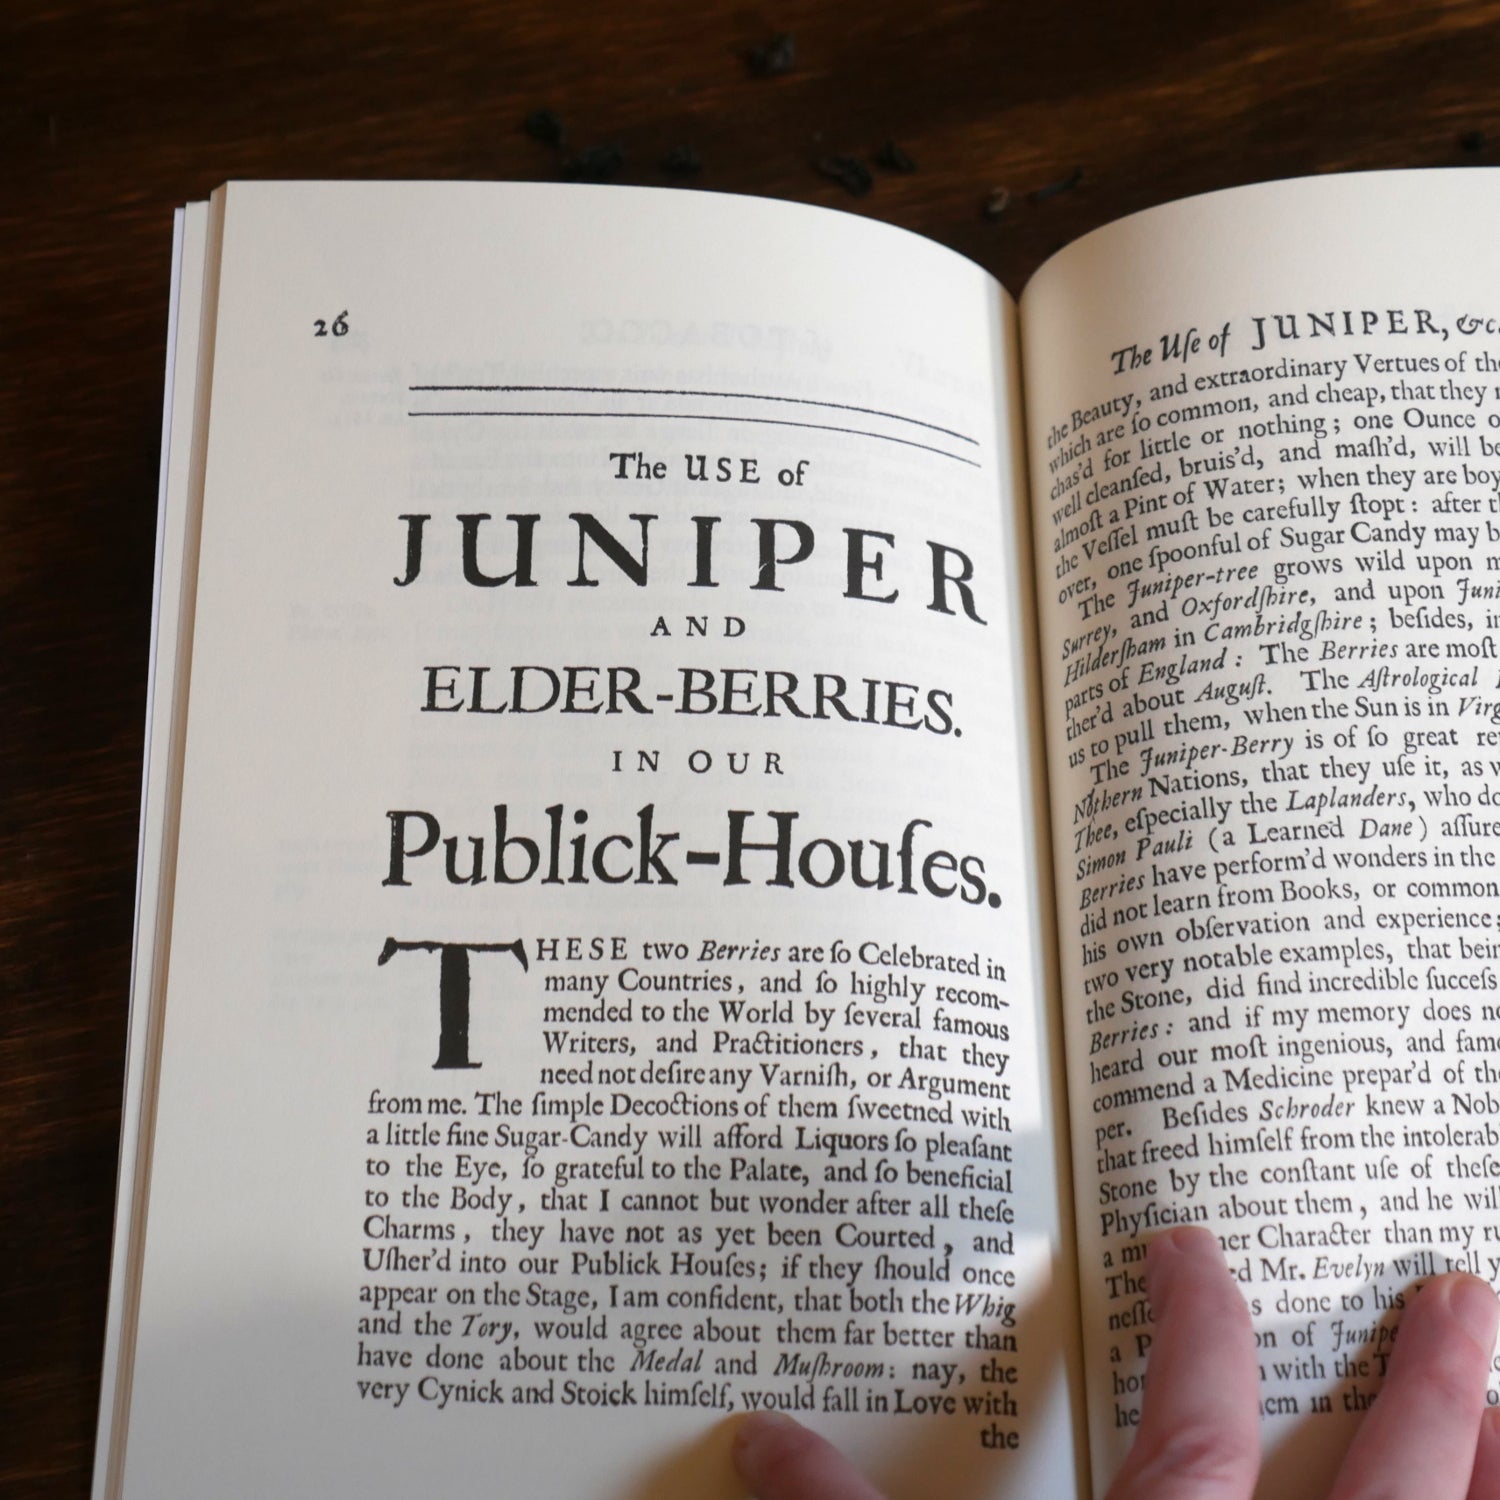 26
The USE of
JUNIPER
AND
ELDER-BERRIES.
IN OUR
Publick-Houſes.
THESE two Berries are ſo Celebrated in
many Countries, and ſo highly recom-
mended to the World by ſeveral famous
Writers, and Practitioners, that they
need not deſire any Varniſh, or Argument
from me. The ſimple Decoctions of them ſweetned with
a little fine Sugar-Candy will afford Liquors ſo pleaſant
to the Eye, ſo grateful to the Palate, and ſo beneficial
to the Body, that I cannot but wonder after all theſe
Charms, they have not as yet been Courted, and
Uſher'd into our Publick Houſes; if they ſhould once
appear on the Stage, I am confident, that both the Whig
and the Tory, would agree about them far better than
have done about the Medal and Muſhroom: nay, the
very Cynick and Stoick himſelf, would fall in Love with
the
The Uſe of JUNIPER, &c.
the Beauty, and extraordinary Vertues of
which are ſo common, and cheap, that they
chas'd for little or nothing; one Ounce
well cleanſed, bruis'd, and maſh'd, will
almoſt a Pint of Water; when they are
the Veſſel muſt be carefully ſtopt: after
over, one ſpoonful of Sugar Candy may
The Juniper-tree grows wild upon
Surrey, and Oxfordſhire, and upon
Hilderſham in Cambridgſhire; beſides,
parts of England: The Berries are moſt
ther'd about Auguſt. The Aſtrological
us to pull them, when the Sun is in
The Juniper-Berry is of ſo great
Nothern Nations, that they uſe it, as
Thee, eſpecially the Laplanders, who
Simon Pauli (a Learned Dane)
Berries have perform'd wonders in the
did not learn from Books, or common
his own obſervation and experience;
two very notable examples, that
the Stone, did find incredible ſucceſs
Berries: and if my memory does
heard our moſt ingenious, and
commend a Medicine prepar'd of
per. Beſides Schroder knew a
that freed himſelf from the
Stone by the conſtant uſe of
Phyſician about them, and he
a Character than my
The Mr. Evelyn will tell
done to his
a of
with the
in the